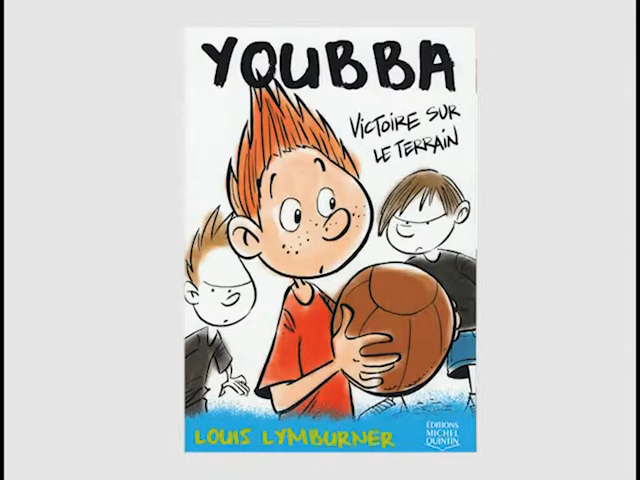 YOUBBA
VICTOIRE SUR
LE TERRAIN
LOUIS LYMBURNER
ÉDITIONS
MICHEL
QUINTIN